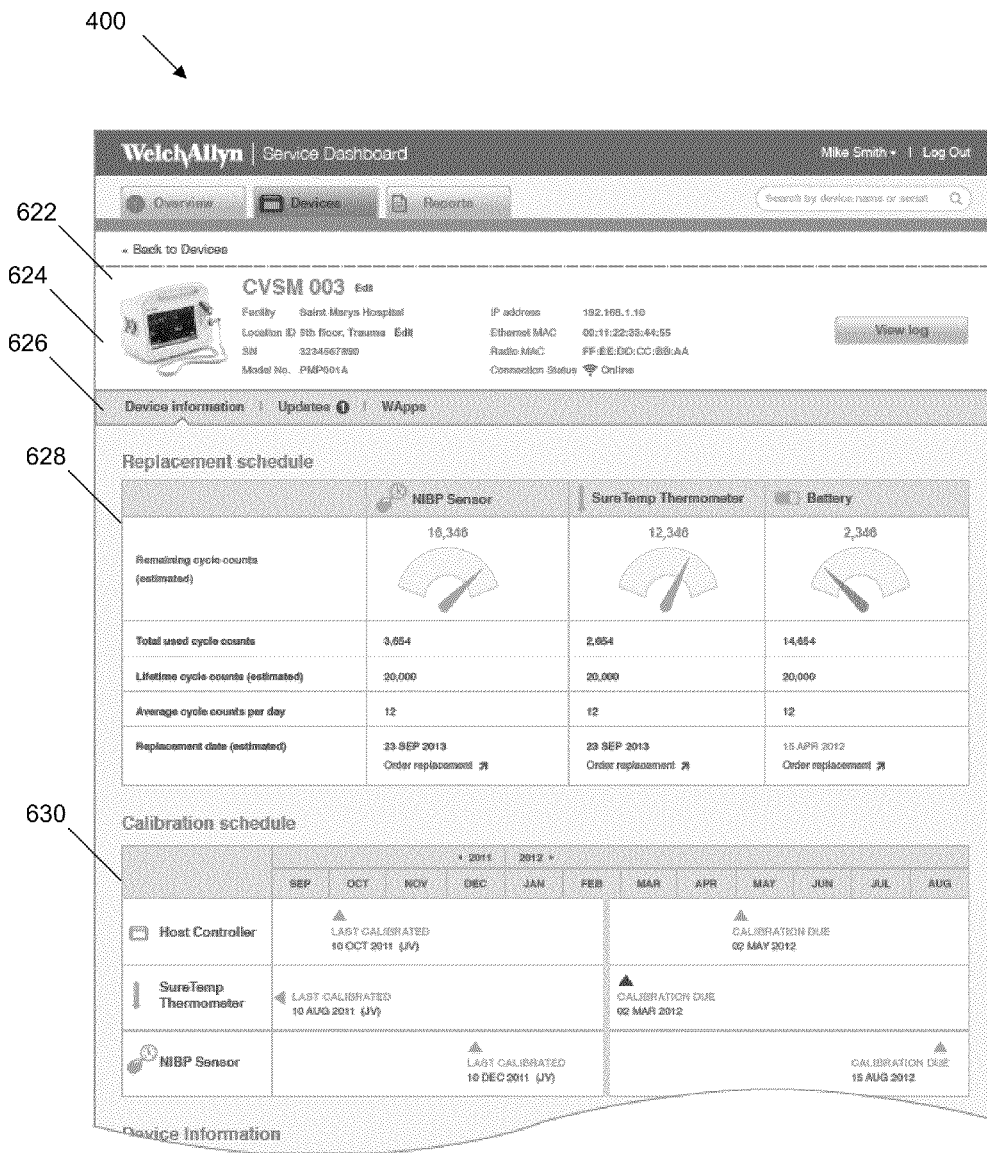 400
WelchAllyn | Service Dashboard Mike Smith | Log Out
Overview Devices Reports Search by device name or serial
622
« Back to Devices
624
CVSM 003 Edit
Facility Saint Marys Hospital IP address 192.168.1.10
Location ID 5th floor, Trauma Edit Ethernet MAC 00:11:22:33:44:55
View log
SN 3234567890 Radio MAC FF:EE:DD:CC:BB:AA
Model No. PMP001A Connection Status Online
626
Device information | Updates 1 | WApps
628
Replacement schedule
NIBP Sensor SureTemp Thermometer Battery
Remaining cycle counts
(estimated)
16,346 12,346 2,346
Total used cycle counts 3,654 2,654 14,654
Lifetime cycle counts (estimated) 20,000 20,000 20,000
Average cycle counts per day 12 12 12
Replacement date (estimated) 23 SEP 2013 23 SEP 2013 15 APR 2012
Order replacement Order replacement Order replacement
630
Calibration schedule
2011 2012
SEP OCT NOV DEC JAN FEB MAR APR MAY JUN JUL AUG
Host Controller
LAST CALIBRATED CALIBRATION DUE
10 OCT 2011 (JV) 02 MAY 2012
SureTemp
Thermometer
LAST CALIBRATED CALIBRATION DUE
10 AUG 2011 (JV) 02 MAR 2012
NIBP Sensor
LAST CALIBRATED CALIBRATION DUE
10 DEC 2011 (JV) 15 AUG 2012
Device Information